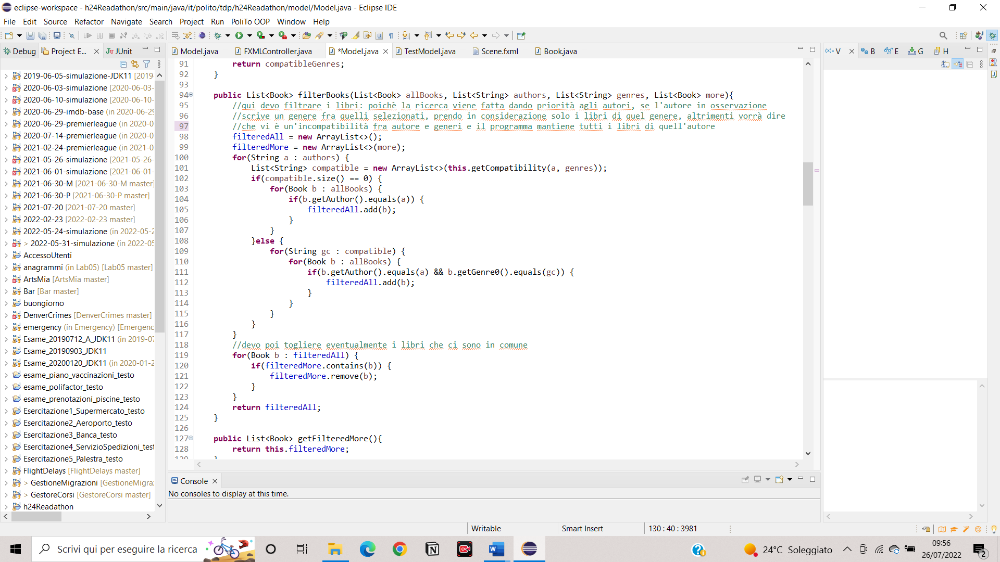 eclipse-workspace - h24Readathon/src/main/java/it/polito/tdp/h24Readathon/model/Model.java - Eclipse IDE
File Edit Source Refactor Navigate Search Project Run PoliTo OOP Window Help
Debug Project E... JUnit
Model.java FXMLController.java *Model.java TestModel.java Scene.fxml Book.java
V B E G H
2019-06-05-simulazione-JDK11 [2019-
2020-06-03-simulazione [2020-06-03-
2020-06-10-simulazione [2020-06-10-
2020-06-29-imdb-base (in 2020-06-29
2020-06-29-premierleague (in 2020-0
2020-07-14-premierleague (in 2020-0
2021-02-24-premierleague (in 2021-0
2021-05-26-simulazione [2021-05-26-
2021-06-01-simulazione [2021-06-01-
2021-06-30-M [2021-06-30-M master]
2021-06-30-P [2021-06-30-P master]
2021-07-20 [2021-07-20 master]
2022-02-23 [2022-02-23 master]
2022-05-24-simulazione (in 2022-05-2
> 2022-05-31-simulazione (in 2022-05
AccessoUtenti
anagrammi (in Lab05) [Lab05 master]
ArtsMia [ArtsMia master]
Bar [Bar master]
buongiorno
DenverCrimes [DenverCrimes master]
emergency (in Emergency) [Emergenc
Esame_20190712_A_JDK11 (in 2019-07
Esame_20190903_JDK11
Esame_20200120_JDK11 (in 2020-01-2
esame_piano_vaccinazioni_testo
esame_polifactor_testo
esame_prenotazioni_piscine_testo
Esercitazione1_Supermercato_testo
Esercitazione2_Aeroporto_testo
Esercitazione3_Banca_testo
Esercitazione4_ServizioSpedizioni_test
Esercitazione5_Palestra_testo
FlightDelays [FlightDelays master]
> GestioneMigrazioni [GestioneMigra
> GestoreCorsi [GestoreCorsi master]
h24Readathon
91 return compatibleGenres;
92 }
93
94 public List<Book> filterBooks(List<Book> allBooks, List<String> authors, List<String> genres, List<Book> more){
95 //qui devo filtrare i libri: poichè la ricerca viene fatta dando priorità agli autori, se l'autore in osservazione
96 //scrive un genere fra quelli selezionati, prendo in considerazione solo i libri di quel genere, altrimenti vorrà dire
97 //che vi è un'incompatibilità fra autore e generi e il programma mantiene tutti i libri di quell'autore
98 filteredAll = new ArrayList<>();
99 filteredMore = new ArrayList<>(more);
100 for(String a : authors) {
101 List<String> compatible = new ArrayList<>(this.getCompatibility(a, genres));
102 if(compatible.size() == 0) {
103 for(Book b : allBooks) {
104 if(b.getAuthor().equals(a)) {
105 filteredAll.add(b);
106 }
107 }
108 }else {
109 for(String gc : compatible) {
110 for(Book b : allBooks) {
111 if(b.getAuthor().equals(a) && b.getGenre0().equals(gc)) {
112 filteredAll.add(b);
113 }
114 }
115 }
116 }
117 }
118 //devo poi togliere eventualmente i libri che ci sono in comune
119 for(Book b : filteredAll) {
120 if(filteredMore.contains(b)) {
121 filteredMore.remove(b);
122 }
123 }
124 return filteredAll;
125 }
126
127 public List<Book> getFilteredMore(){
128 return this.filteredMore;
Console
No consoles to display at this time.
Writable Smart Insert 130 : 40 : 3981
Scrivi qui per eseguire la ricerca
24°C Soleggiato
09:56
26/07/2022
2